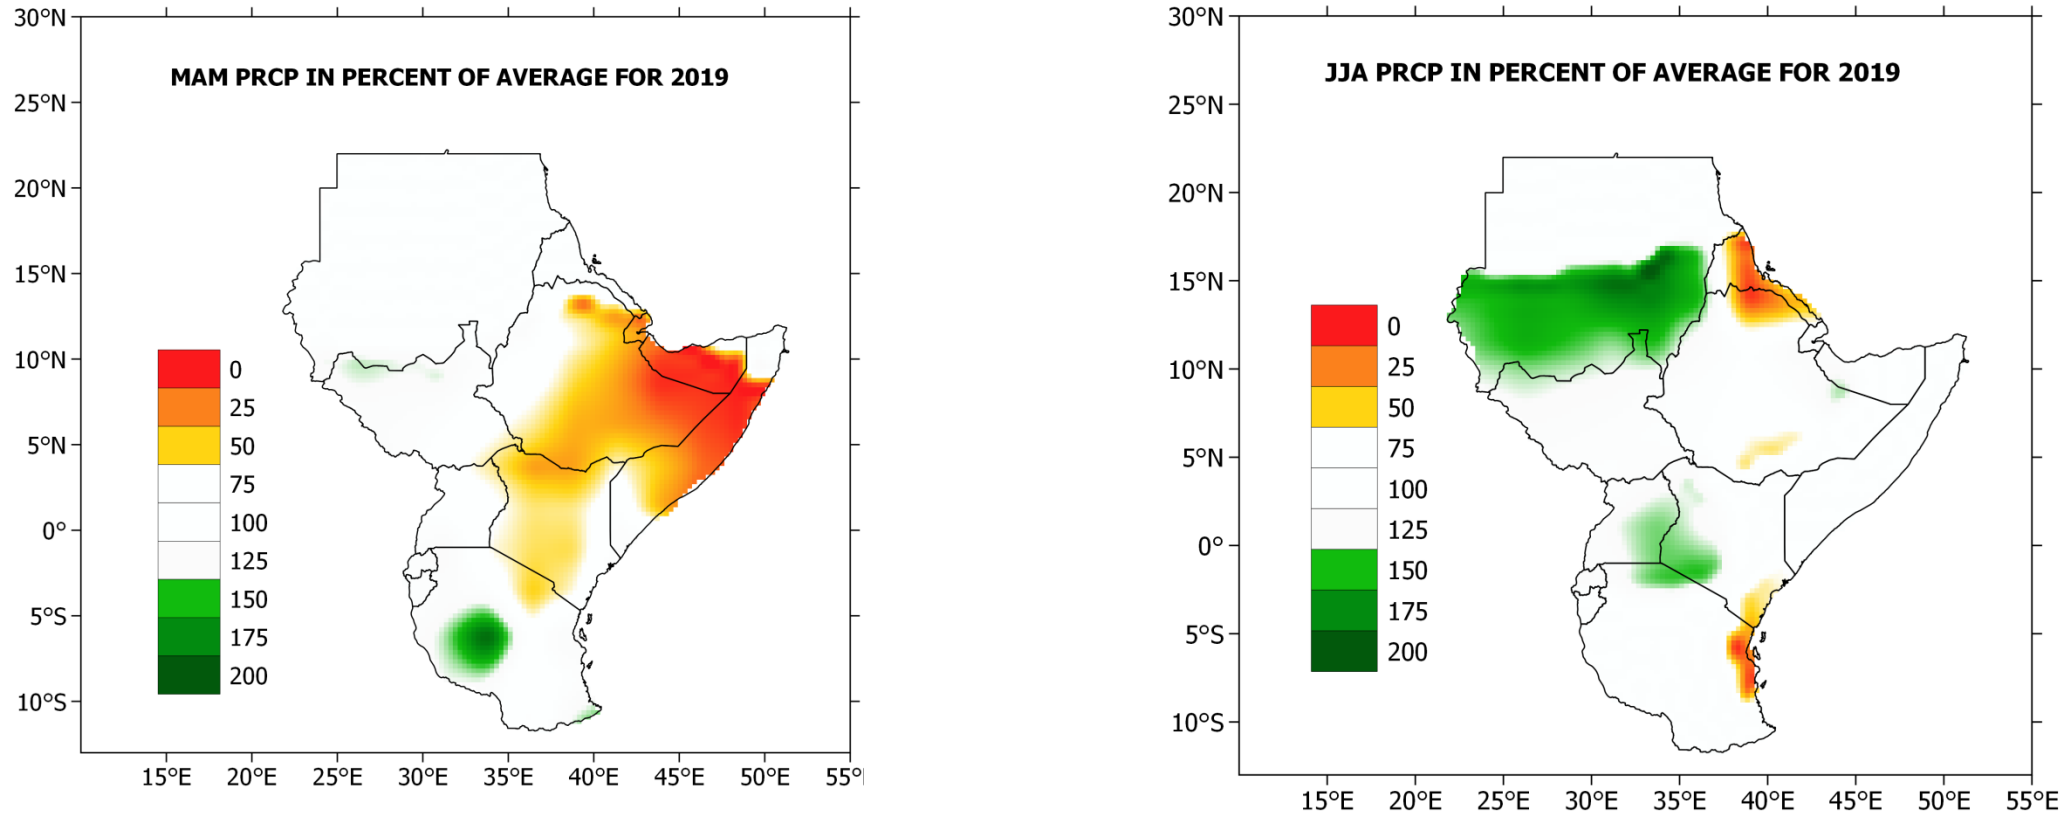 MAM PRCP IN PERCENT OF AVERAGE FOR 2019
30°N
25°N
20°N
15°N
10°N
5°N
0°
5°S
10°S
15°E 20°E 25°E 30°E 35°E 40°E 45°E 50°E 55°
0
25
50
75
100
125
150
175
200
JJA PRCP IN PERCENT OF AVERAGE FOR 2019
30°N
25°N
20°N
15°N
10°N
5°N
0°
5°S
10°S
15°E 20°E 25°E 30°E 35°E 40°E 45°E 50°E 55°E
0
25
50
75
100
125
150
175
200